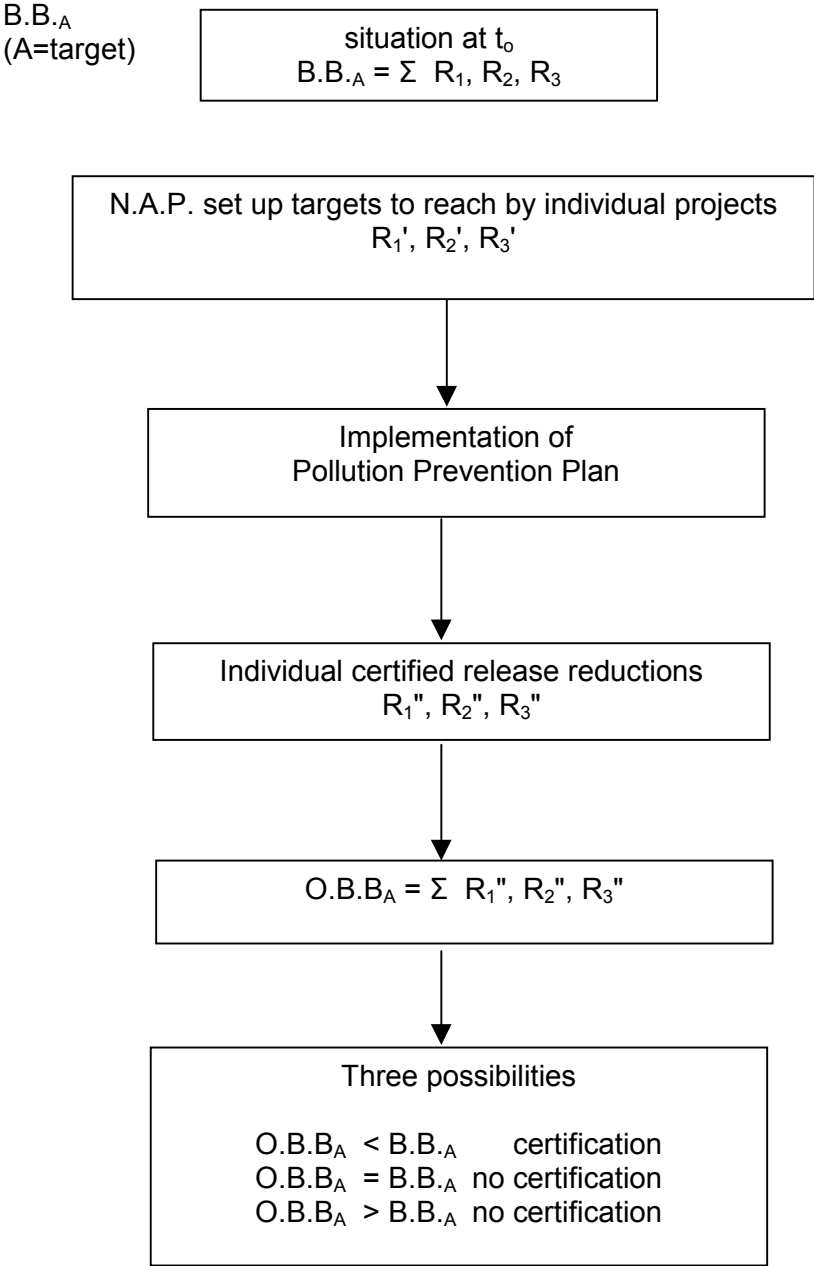 B.B.A
(A=target)
situation at to
B.B.A = Σ R1, R2, R3
N.A.P. set up targets to reach by individual projects
R1', R2', R3'
Implementation of
Pollution Prevention Plan
Individual certified release reductions
R1", R2", R3"
O.B.BA = Σ R1", R2", R3"
Three possibilities
O.B.BA < B.B.A certification
O.B.BA = B.B.A no certification
O.B.BA > B.B.A no certification